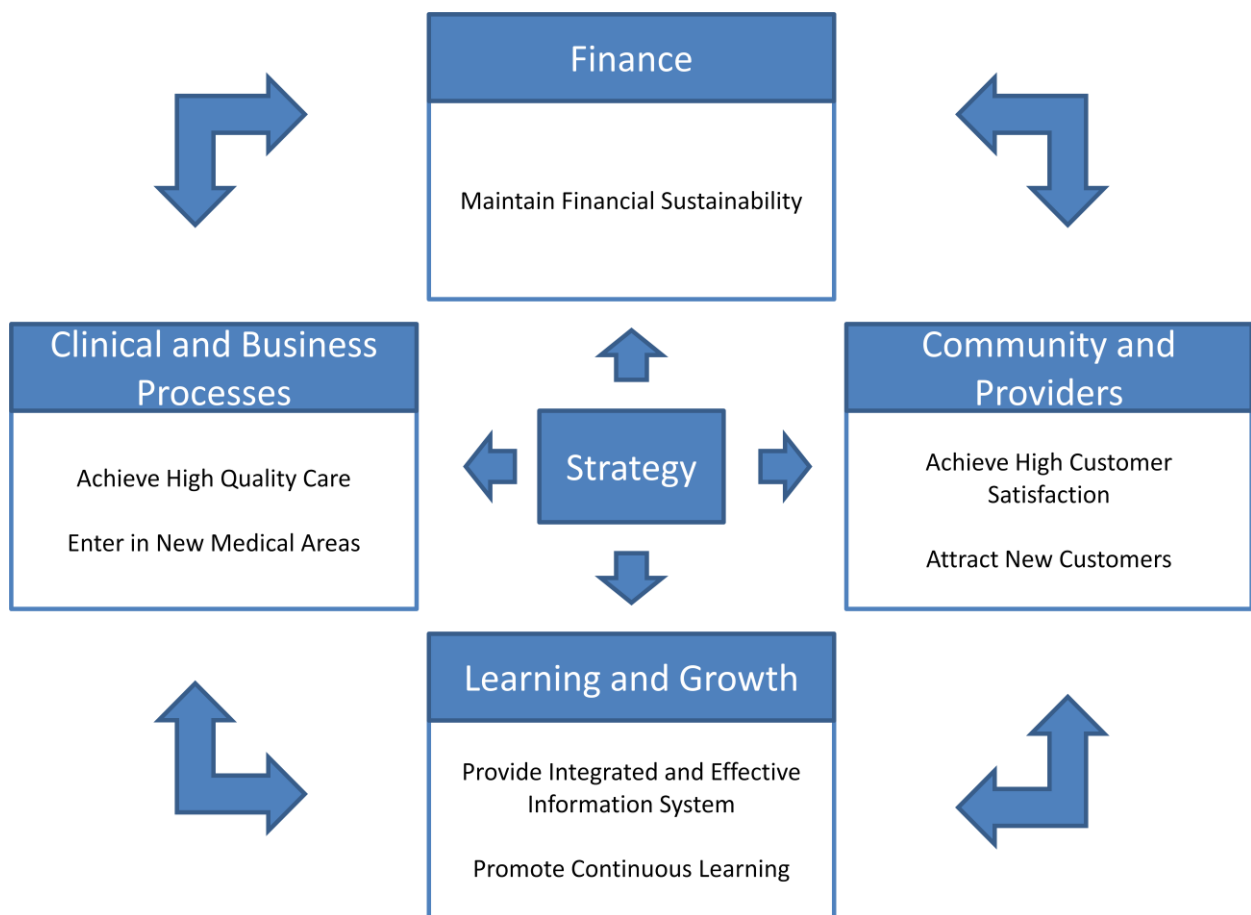 Finance
Maintain Financial Sustainability
Clinical and Business
Processes
Achieve High Quality Care
Enter in New Medical Areas
Strategy
Community and
Providers
Achieve High Customer
Satisfaction
Attract New Customers
Learning and Growth
Provide Integrated and Effective
Information System
Promote Continuous Learning